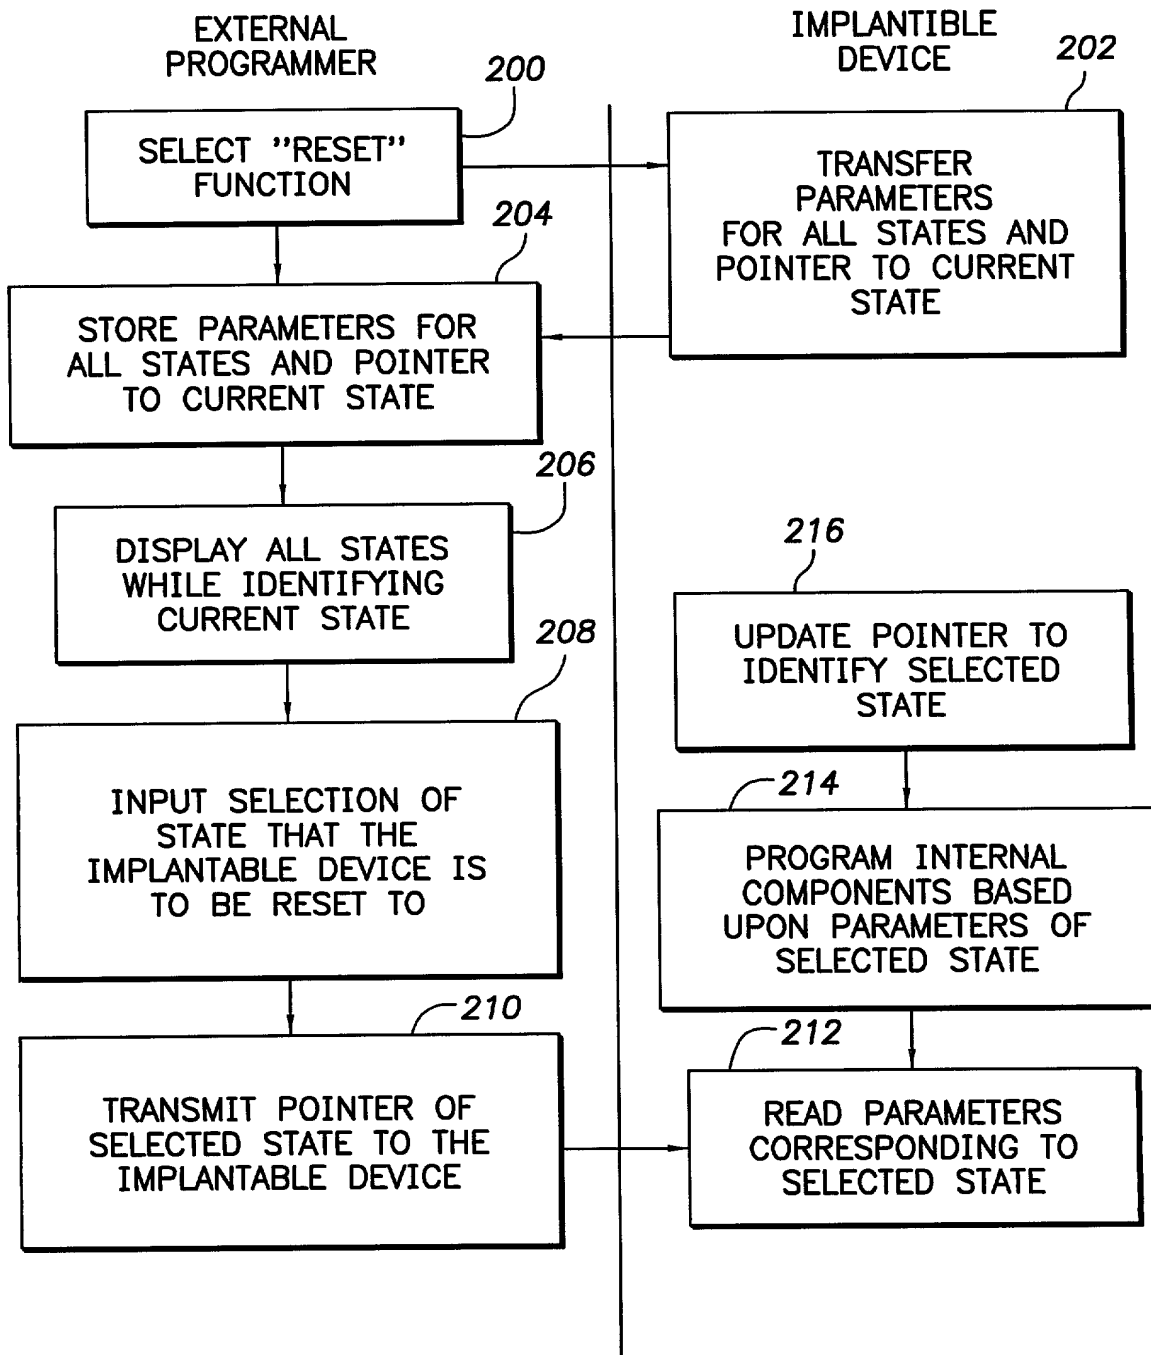 EXTERNAL
PROGRAMMER
IMPLANTIBLE
DEVICE
200
SELECT "RESET"
FUNCTION
202
TRANSFER
PARAMETERS
FOR ALL STATES AND
POINTER TO CURRENT
STATE
204
STORE PARAMETERS FOR
ALL STATES AND POINTER
TO CURRENT STATE
206
DISPLAY ALL STATES
WHILE IDENTIFYING
CURRENT STATE
208
INPUT SELECTION OF
STATE THAT THE
IMPLANTABLE DEVICE IS
TO BE RESET TO
210
TRANSMIT POINTER OF
SELECTED STATE TO THE
IMPLANTABLE DEVICE
216
UPDATE POINTER TO
IDENTIFY SELECTED
STATE
214
PROGRAM INTERNAL
COMPONENTS BASED
UPON PARAMETERS OF
SELECTED STATE
212
READ PARAMETERS
CORRESPONDING TO
SELECTED STATE